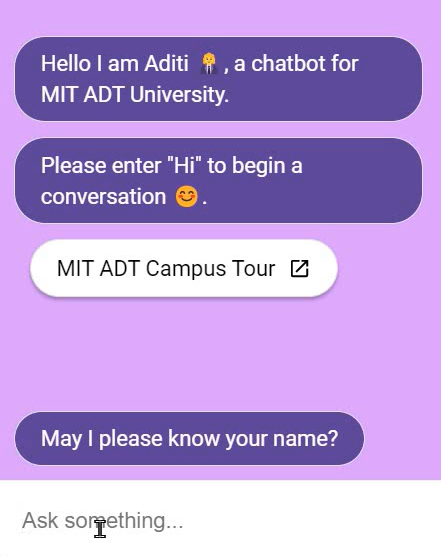 Hello I am Aditi 👩‍💼 , a chatbot for
MIT ADT University.
Please enter "Hi" to begin a
conversation 😊 .
MIT ADT Campus Tour
May I please know your name?
Ask something...